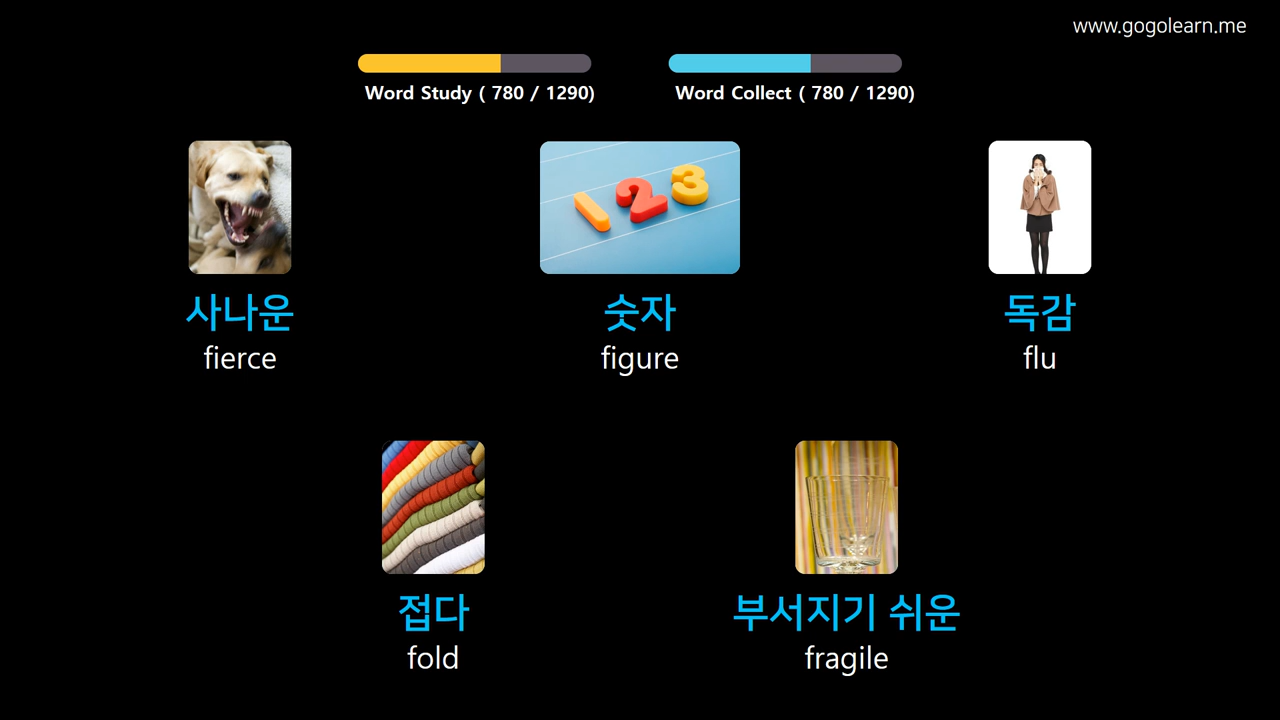 www.gogolearn.me
Word Study ( 780 / 1290)
Word Collect ( 780 / 1290)
사나운
fierce
숫자
figure
독감
flu
접다
fold
부서지기 쉬운
fragile